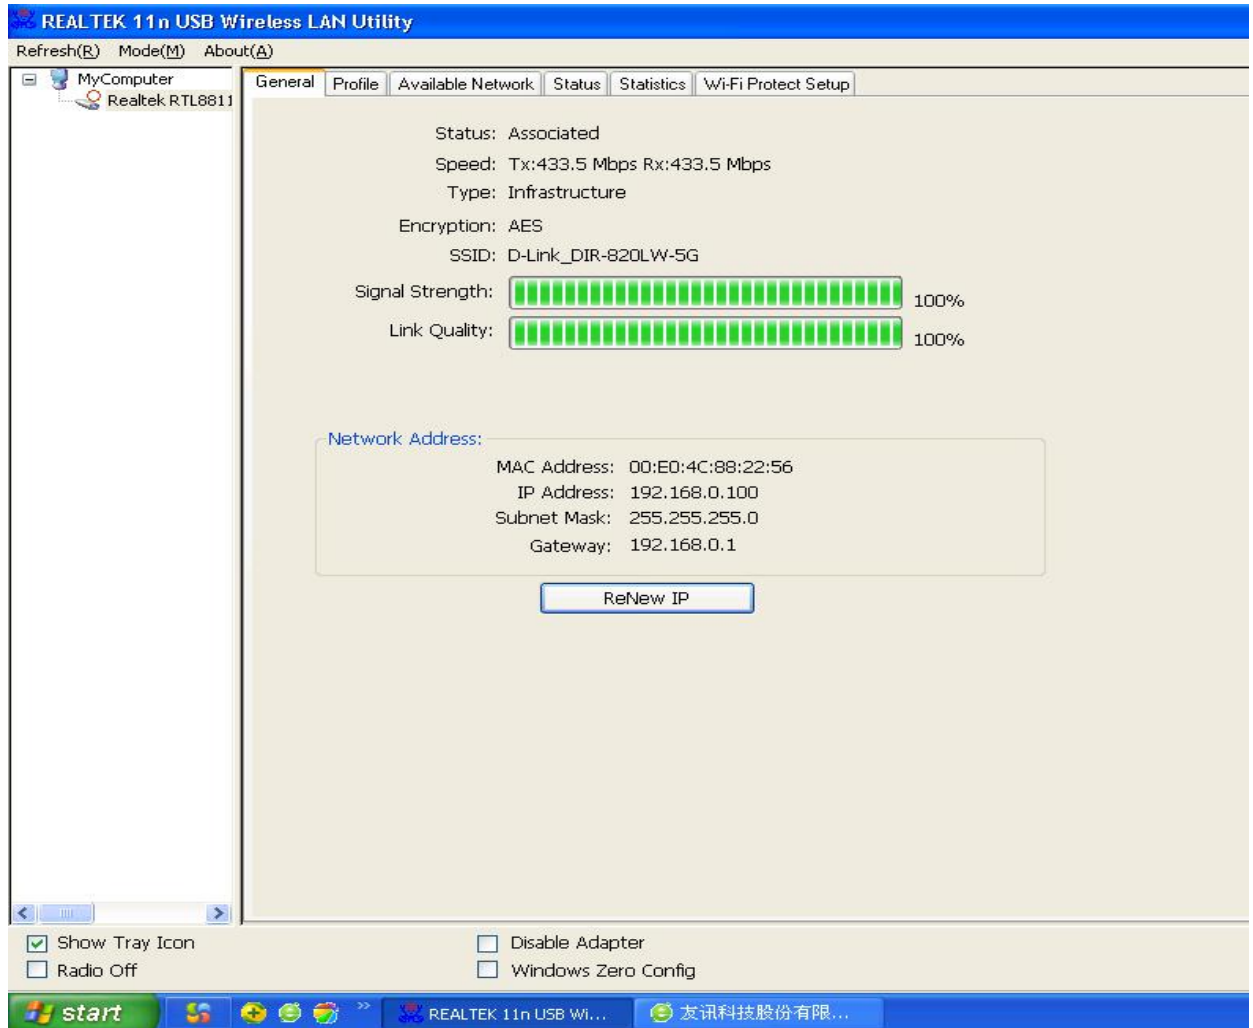 REALTEK 11n USB Wireless LAN Utility
Refresh(R) Mode(M) About(A)
MyComputer
Realtek RTL8811
General Profile Available Network Status Statistics Wi-Fi Protect Setup
Status: Associated
Speed: Tx:433.5 Mbps Rx:433.5 Mbps
Type: Infrastructure
Encryption: AES
SSID: D-Link_DIR-820LW-5G
Signal Strength: 100%
Link Quality: 100%
Network Address:
MAC Address: 00:E0:4C:88:22:56
IP Address: 192.168.0.100
Subnet Mask: 255.255.255.0
Gateway: 192.168.0.1
ReNew IP
Show Tray Icon Disable Adapter
Radio Off Windows Zero Config
start REALTEK 11n USB Wi... 友讯科技股份有限...